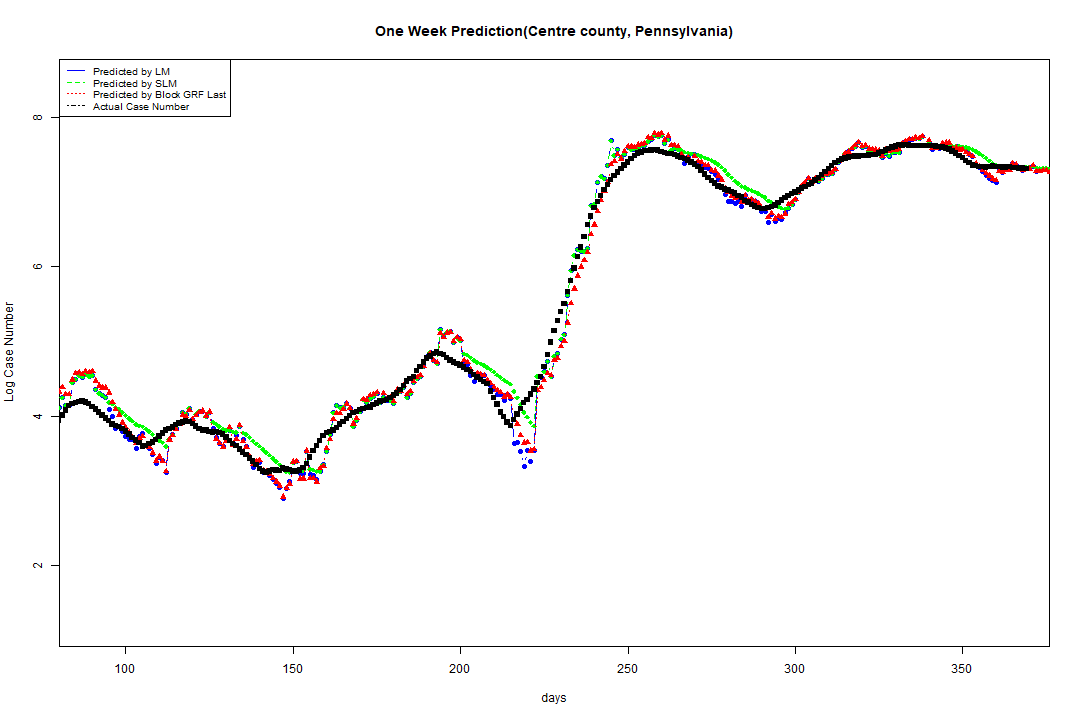 One Week Prediction(Centre county, Pennsylvania)
Predicted by LM
Predicted by SLM
Predicted by Block GRF Last
Actual Case Number
8
6
4
2
Log Case Number
100 150 200 250 300 350
days